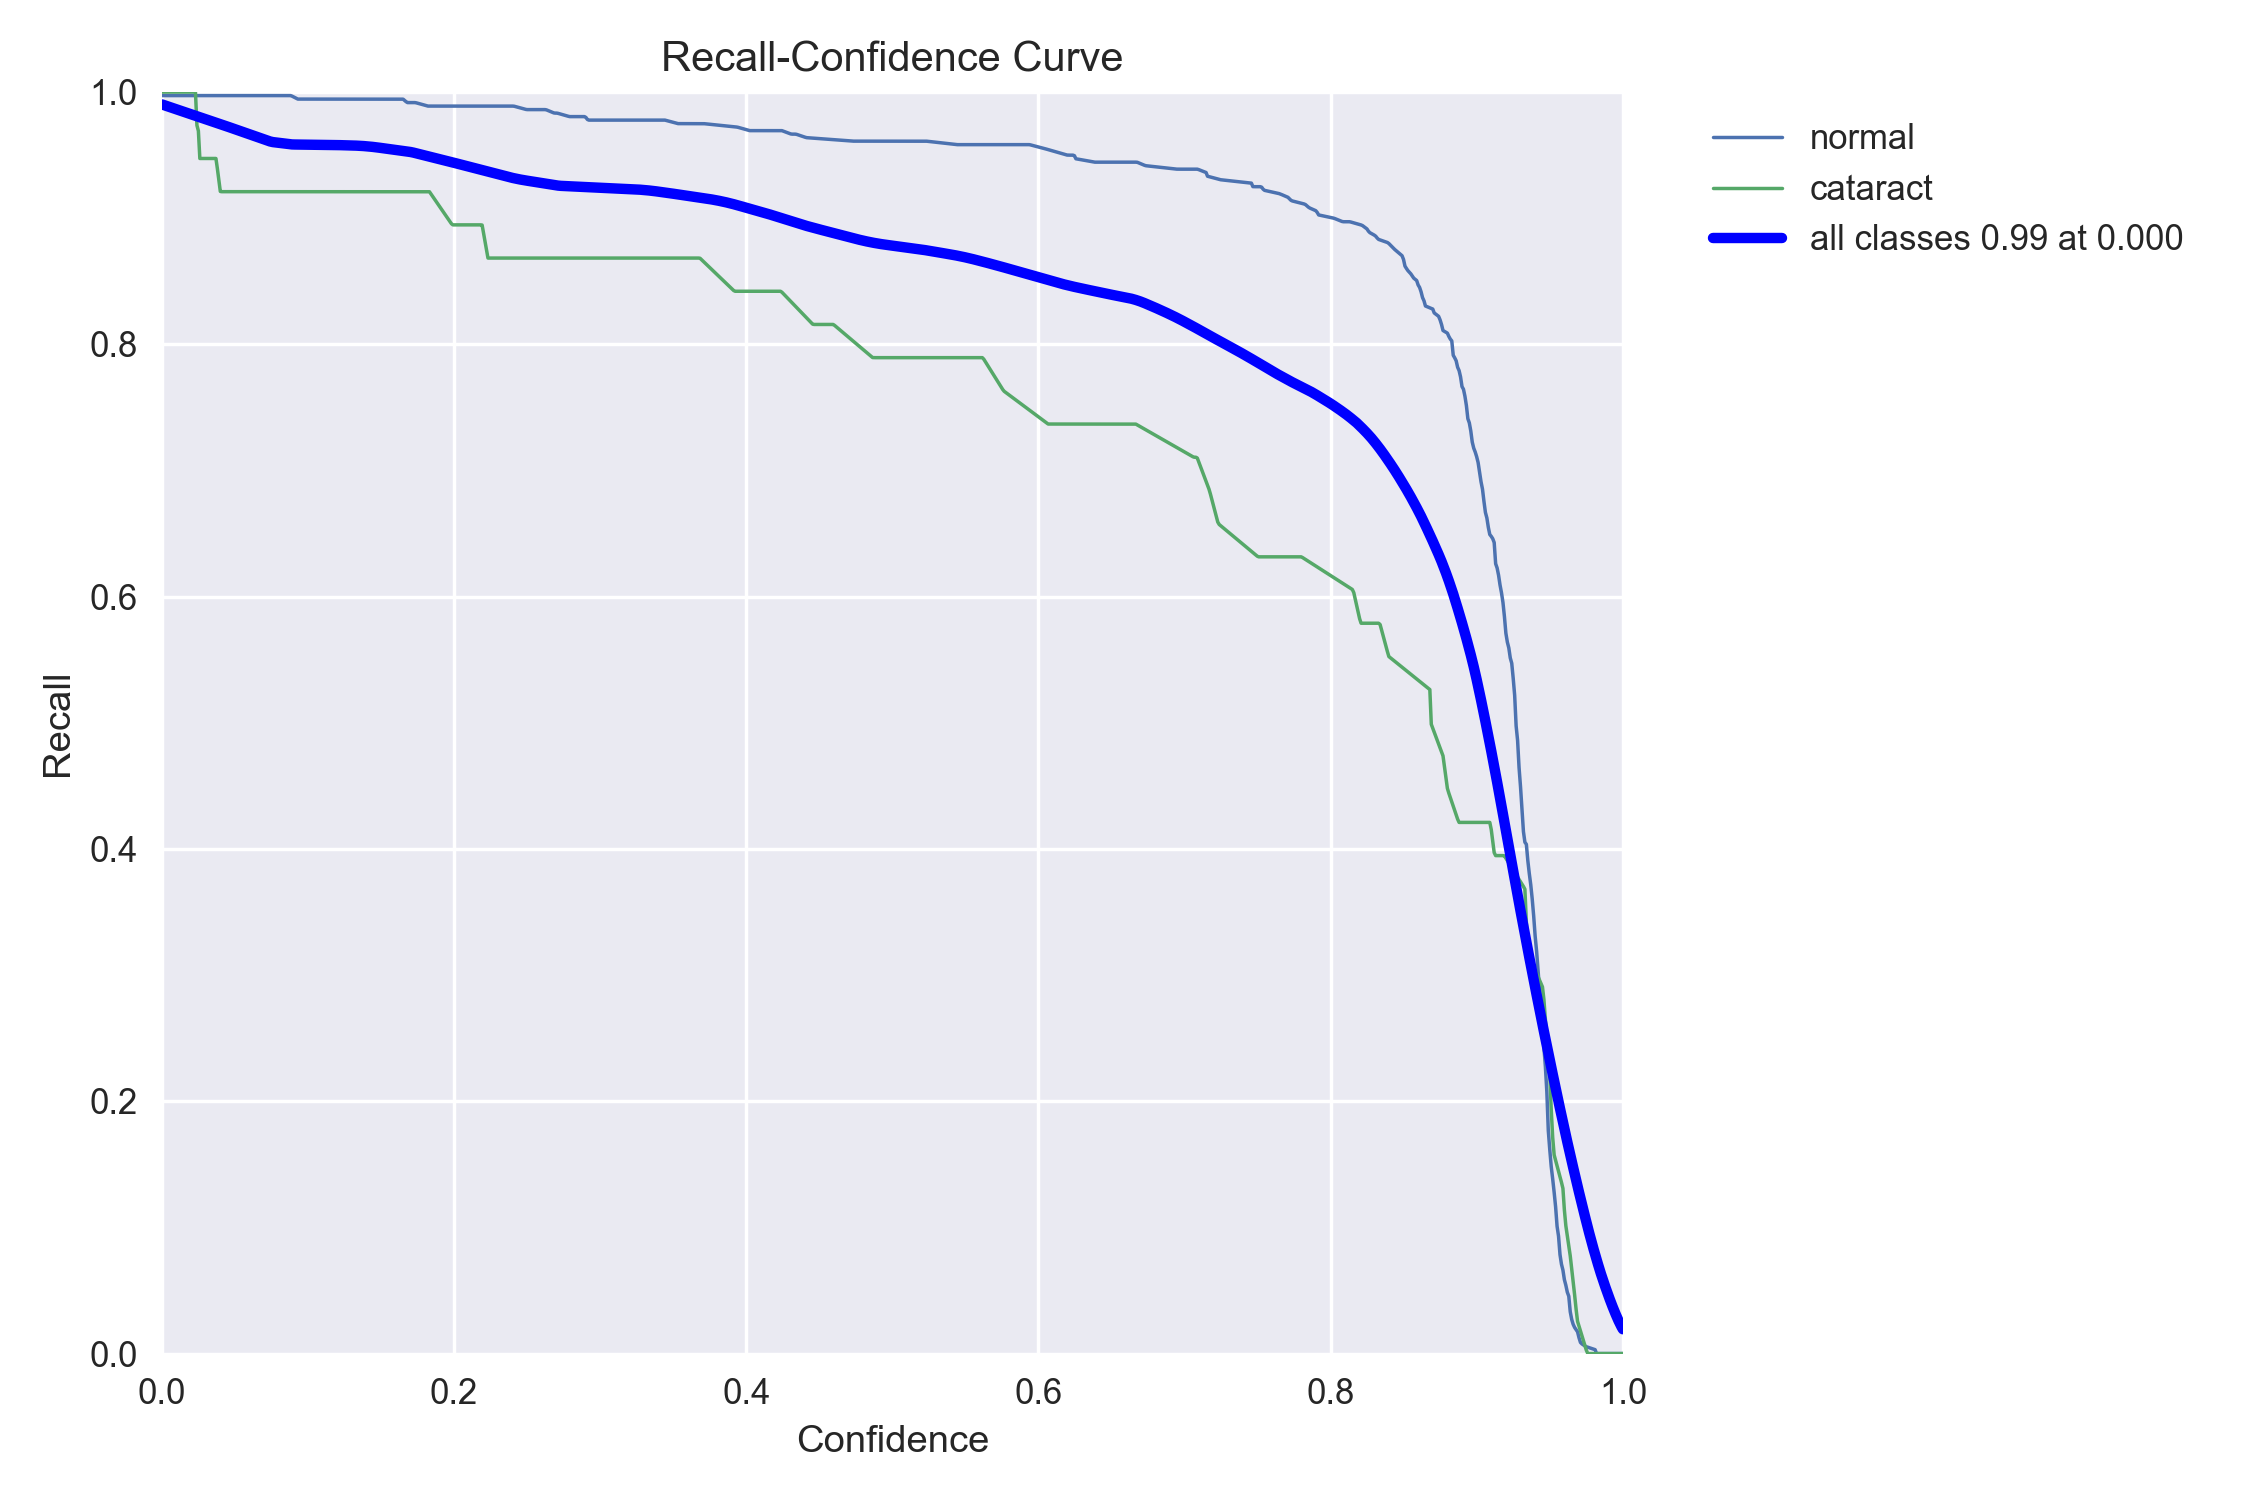 Recall-Confidence Curve
1.0
0.8
0.6
0.4
0.2
0.0
Recall
0.0 0.2 0.4 0.6 0.8 1.0
Confidence
normal
cataract
all classes 0.99 at 0.000